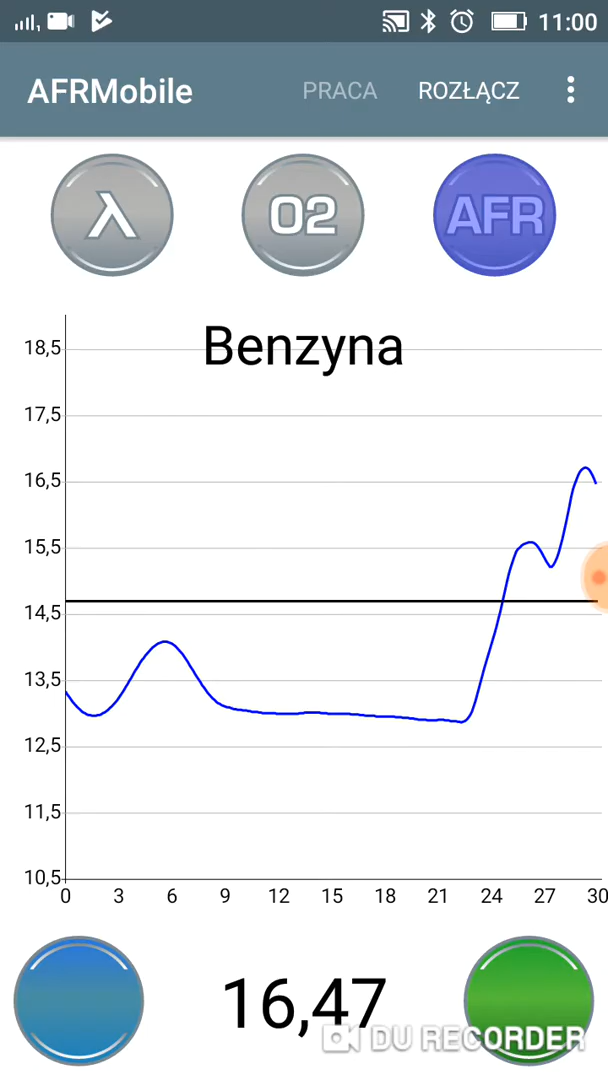 11:00
AFRMobile PRACA ROZŁĄCZ
λ O2 AFR
Benzyna
18,5
17,5
16,5
15,5
14,5
13,5
12,5
11,5
10,5
0 3 6 9 12 15 18 21 24 27 30
16,47
DU RECORDER